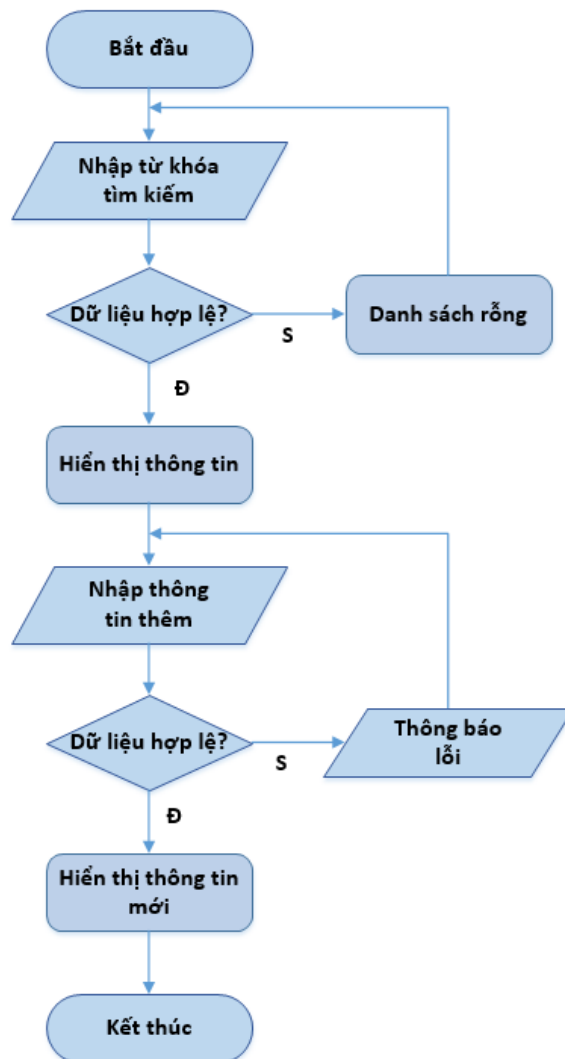 Bắt đầu
Nhập từ khóa
tìm kiếm
Dữ liệu hợp lệ?
S
Danh sách rỗng
Đ
Hiển thị thông tin
Nhập thông
tin thêm
Dữ liệu hợp lệ?
S
Thông báo
lỗi
Đ
Hiển thị thông tin
mới
Kết thúc